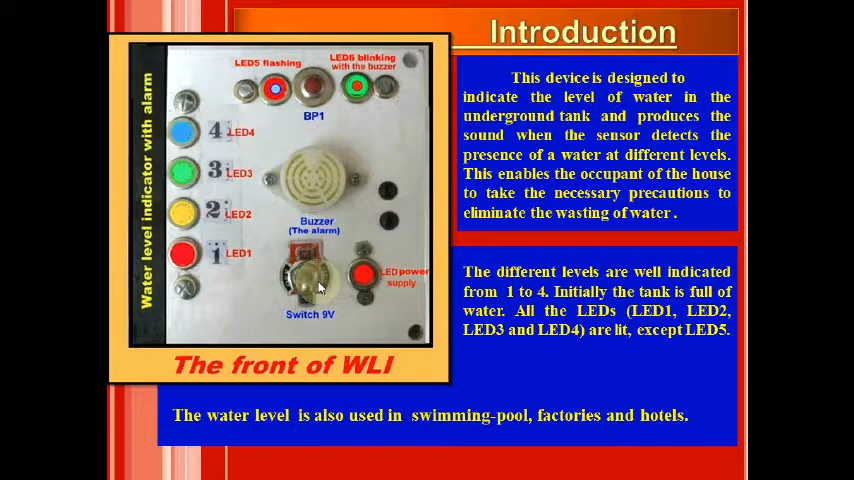 Introduction
Water level indicator with alarm
LED5 flashing
LED6 blinking
with the buzzer
BP1
4 LED4
3 LED3
2 LED2
1 LED1
Buzzer
(The alarm)
LED power
supply
Switch 9V
The front of WLI
This device is designed to
indicate the level of water in the
underground tank and produces the
sound when the sensor detects the
presence of a water at different levels.
This enables the occupant of the house
to take the necessary precautions to
eliminate the wasting of water .
The different levels are well indicated
from 1 to 4. Initially the tank is full of
water. All the LEDs (LED1, LED2,
LED3 and LED4) are lit, except LED5.
The water level is also used in swimming-pool, factories and hotels.